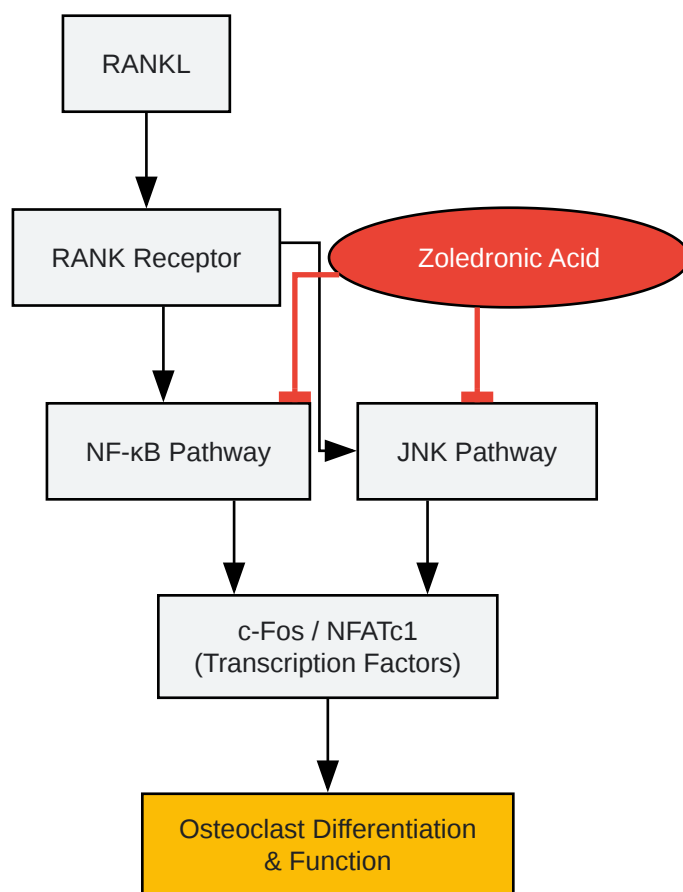 RANKL
RANK Receptor
Zoledronic Acid
NF-κB Pathway
JNK Pathway
c-Fos / NFATc1
(Transcription Factors)
Osteoclast Differentiation
& Function